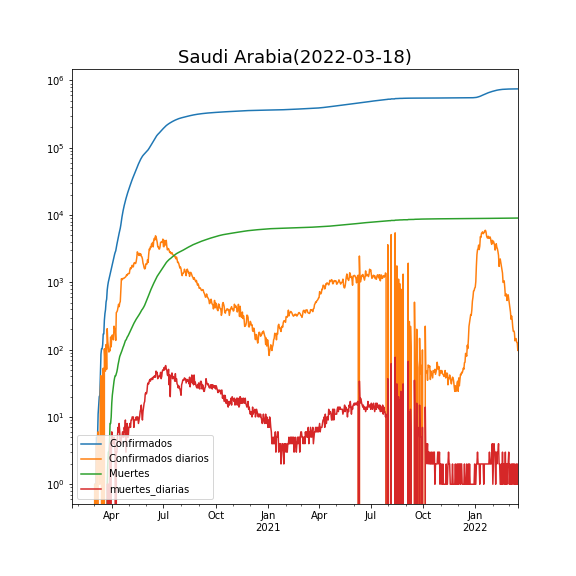 Saudi Arabia(2022-03-18)
10^6
10^5
10^4
10^3
10^2
10^1
10^0
Confirmados
Confirmados diarios
Muertes
muertes_diarias
Apr Jul Oct Jan Apr Jul Oct Jan
2021 2022